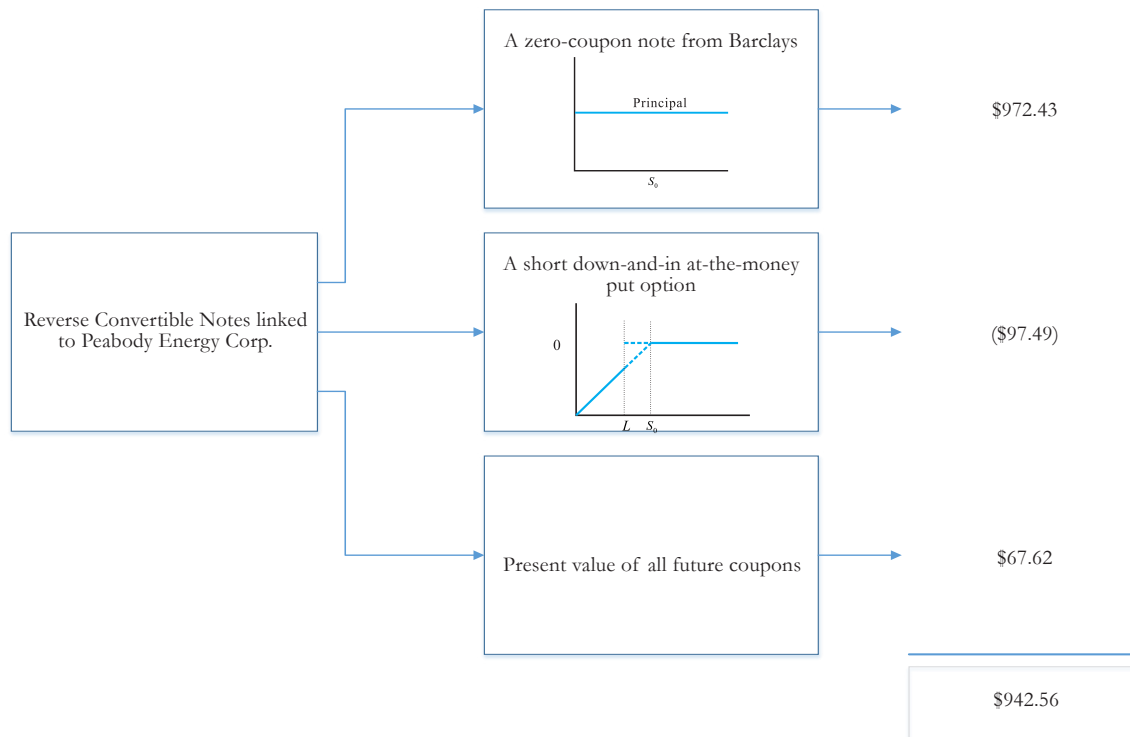 A zero-coupon note from Barclays
Principal
S₀
$972.43
Reverse Convertible Notes linked
to Peabody Energy Corp.
A short down-and-in at-the-money
put option
0
L S₀
($97.49)
Present value of all future coupons
$67.62
$942.56